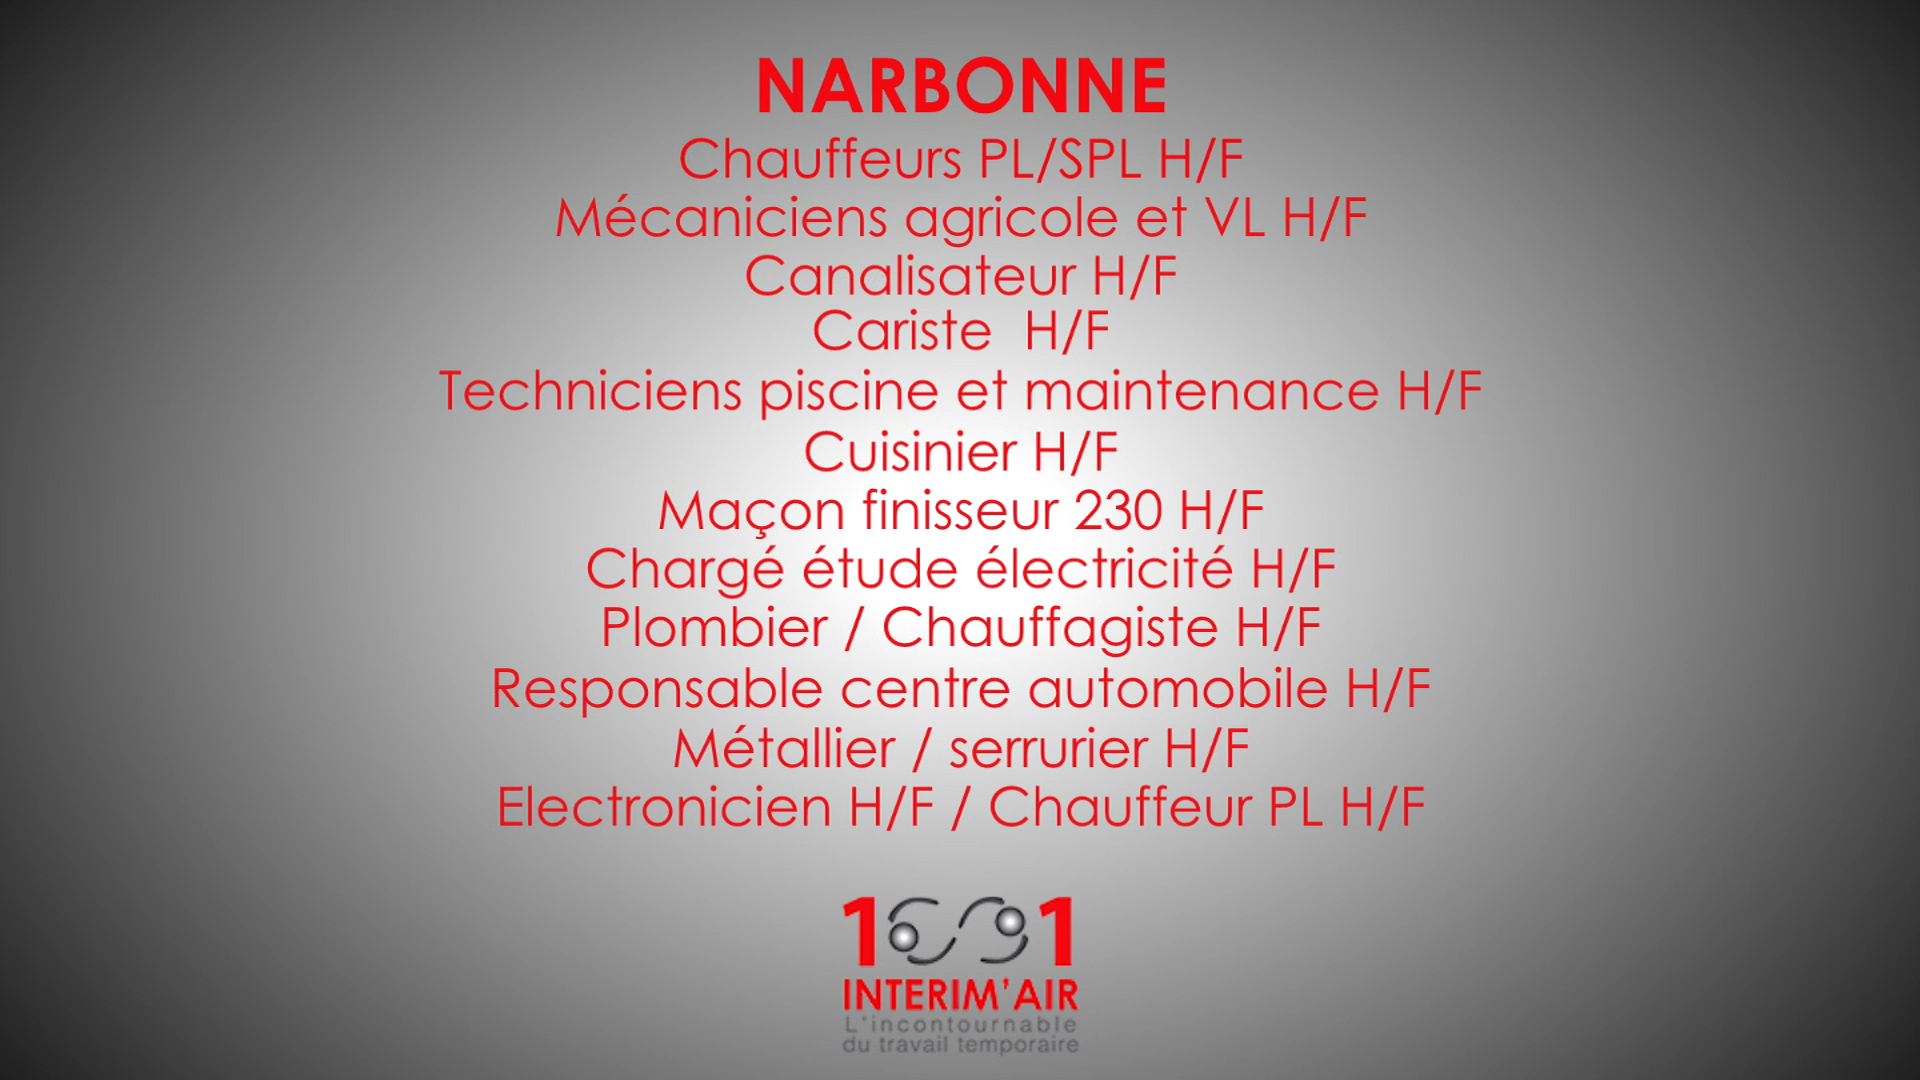 NARBONNE
Chauffeurs PL/SPL H/F
Mécaniciens agricole et VL H/F
Canalisateur H/F
Cariste  H/F
Techniciens piscine et maintenance H/F
Cuisinier H/F
Maçon finisseur 230 H/F
Chargé étude électricité H/F
Plombier / Chauffagiste H/F
Responsable centre automobile H/F
Métallier / serrurier H/F
Electronicien H/F / Chauffeur PL H/F
1001
INTERIM'AIR
L'incontournable
du travail temporaire